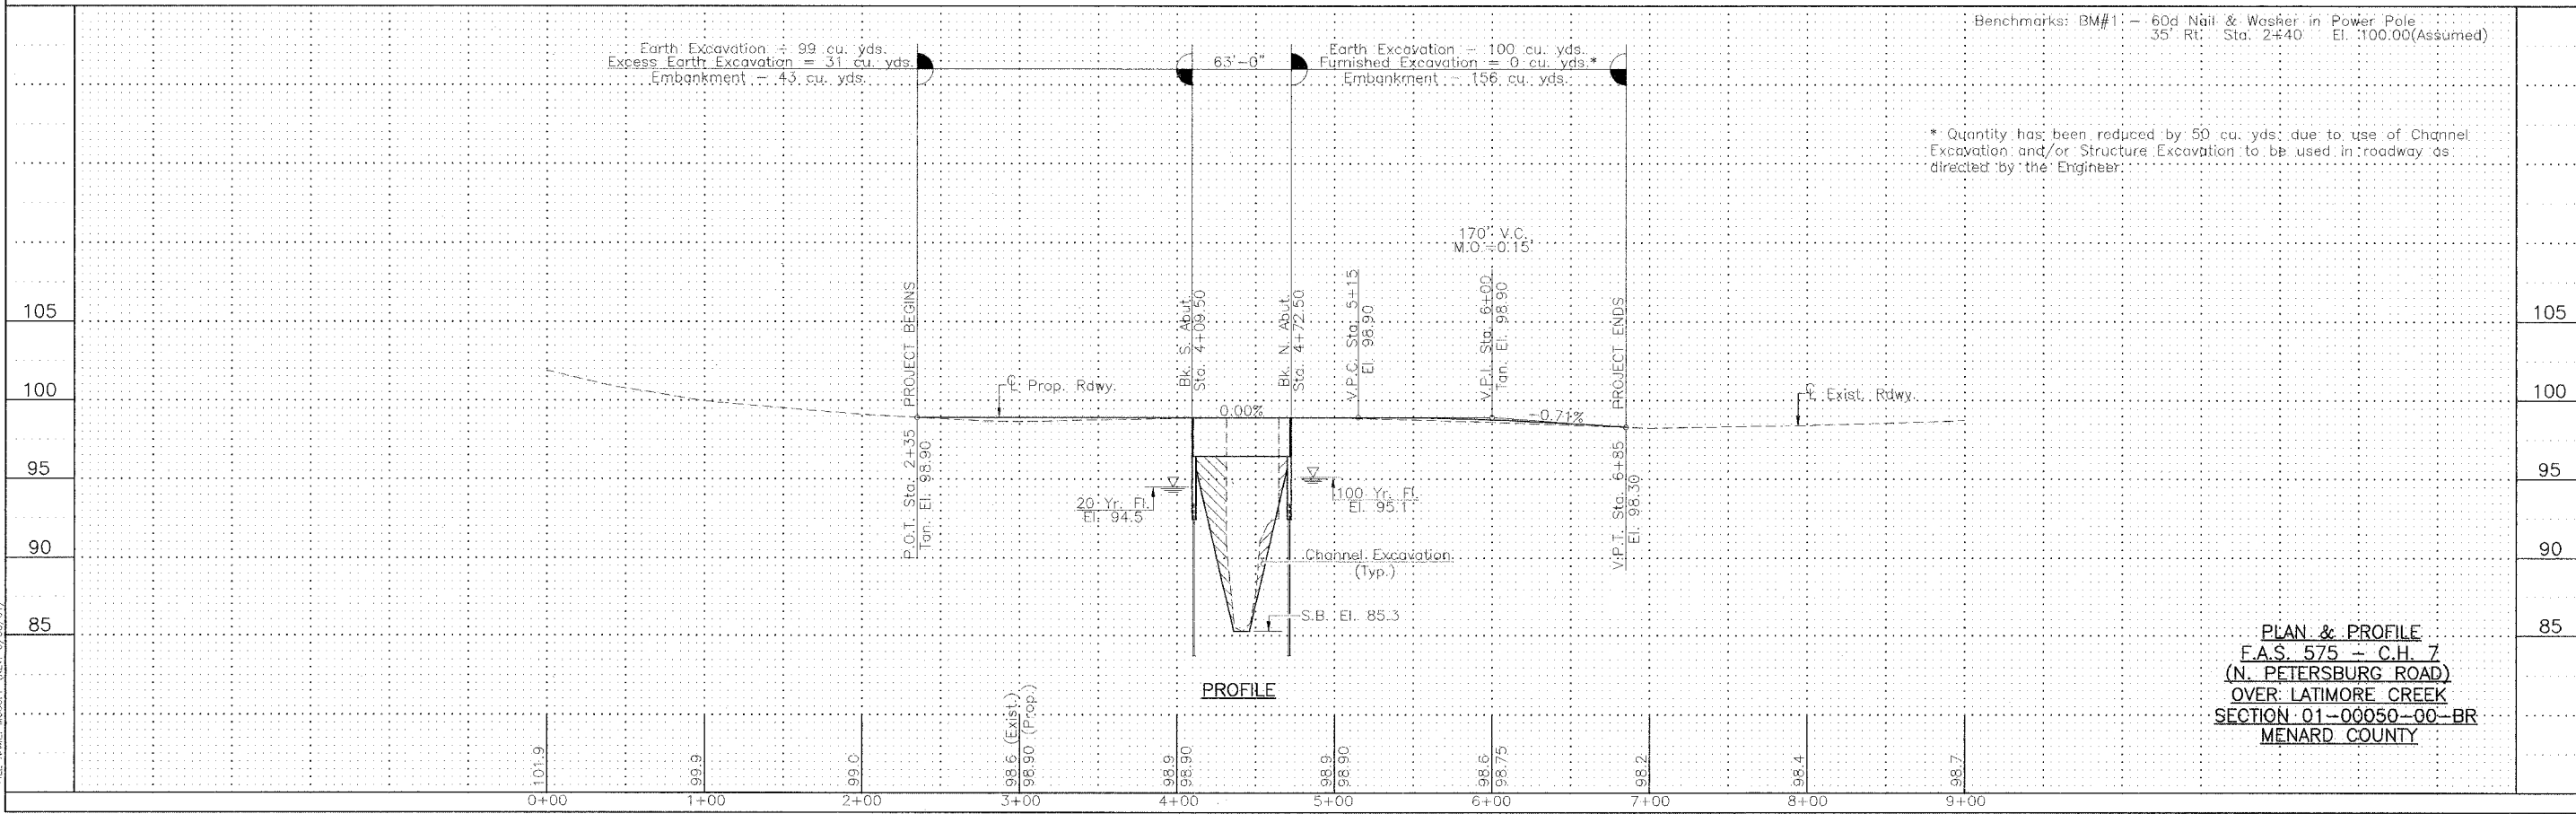 Benchmarks: BM#1 - 60d Nail & Washer in Power Pole
35' Rt. Sta. 2+40 El. 100.00(Assumed)
Earth Excavation - 99 cu. yds.
Excess Earth Excavation = 31 cu. yds.
Embankment - 43 cu. yds.
63'-0"
Earth Excavation - 100 cu. yds.
Furnished Excavation = 0 cu. yds.*
Embankment - 156 cu. yds.
* Quantity has been reduced by 50 cu. yds. due to use of Channel
Excavation and/or Structure Excavation to be used in roadway as
directed by the Engineer.
170' V.C.
M.O.=0.15'
PROJECT BEGINS
P.O.T. Sta. 2+35
Tan. El. 98.90
Bk. S. Abut.
Sta. 4+09.50
Bk. N. Abut.
Sta. 4+72.50
V.P.C. Sta. 5+15
El. 98.90
V.P.I. Sta. 6+00
Tan. El. 98.90
PROJECT ENDS
V.P.T. Sta. 6+85
El. 98.30
105
100
95
90
85
105
100
95
90
85
℄ Prop. Rdwy.
0.00%
-0.71%
℄ Exist. Rdwy.
20 Yr. Fl.
El. 94.5
100 Yr. Fl.
El. 95.1
Channel Excavation
(Typ.)
S.B. El. 85.3
PROFILE
PLAN & PROFILE
F.A.S. 575 - C.H. 7
(N. PETERSBURG ROAD)
OVER LATIMORE CREEK
SECTION 01-00050-00-BR
MENARD COUNTY
101.9
99.9
99.0
98.6 (Exist.)
98.90 (Prop.)
98.9
98.90
98.9
98.90
98.6
98.75
98.2
98.4
98.7
0+00
1+00
2+00
3+00
4+00
5+00
6+00
7+00
8+00
9+00